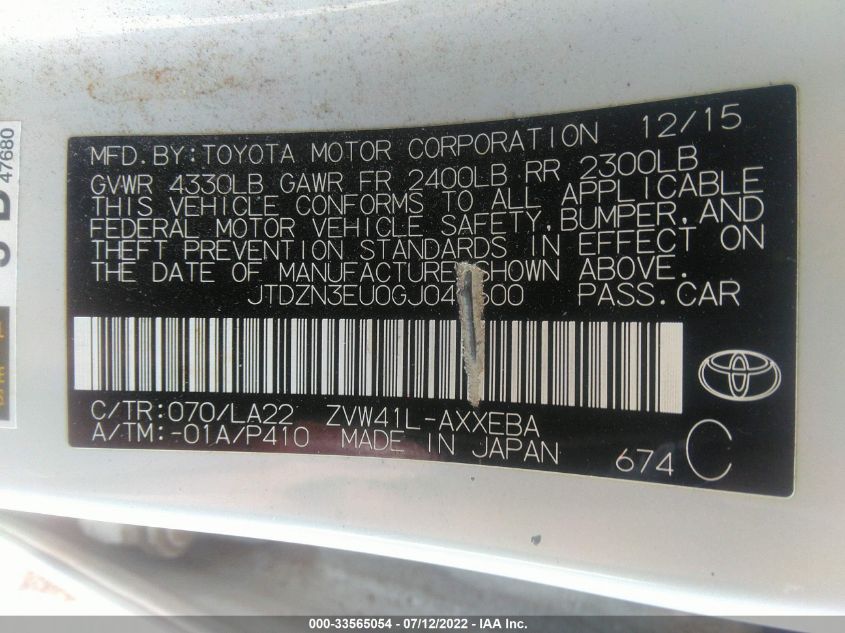 47680
MFD.BY:TOYOTA MOTOR CORPORATION 12/15
GVWR 4330LB GAWR FR 2400LB RR 2300LB
THIS VEHICLE CONFORMS TO ALL APPLICABLE
FEDERAL MOTOR VEHICLE SAFETY, BUMPER, AND
THEFT PREVENTION STANDARDS IN EFFECT ON
THE DATE OF MANUFACTURE SHOWN ABOVE.
PASS.CAR
C/TR:070/LA22 ZVW41L-AXXEBA
A/TM:-01A/P410 MADE IN JAPAN
674 C
000-33565054 - 07/12/2022 - IAA Inc.